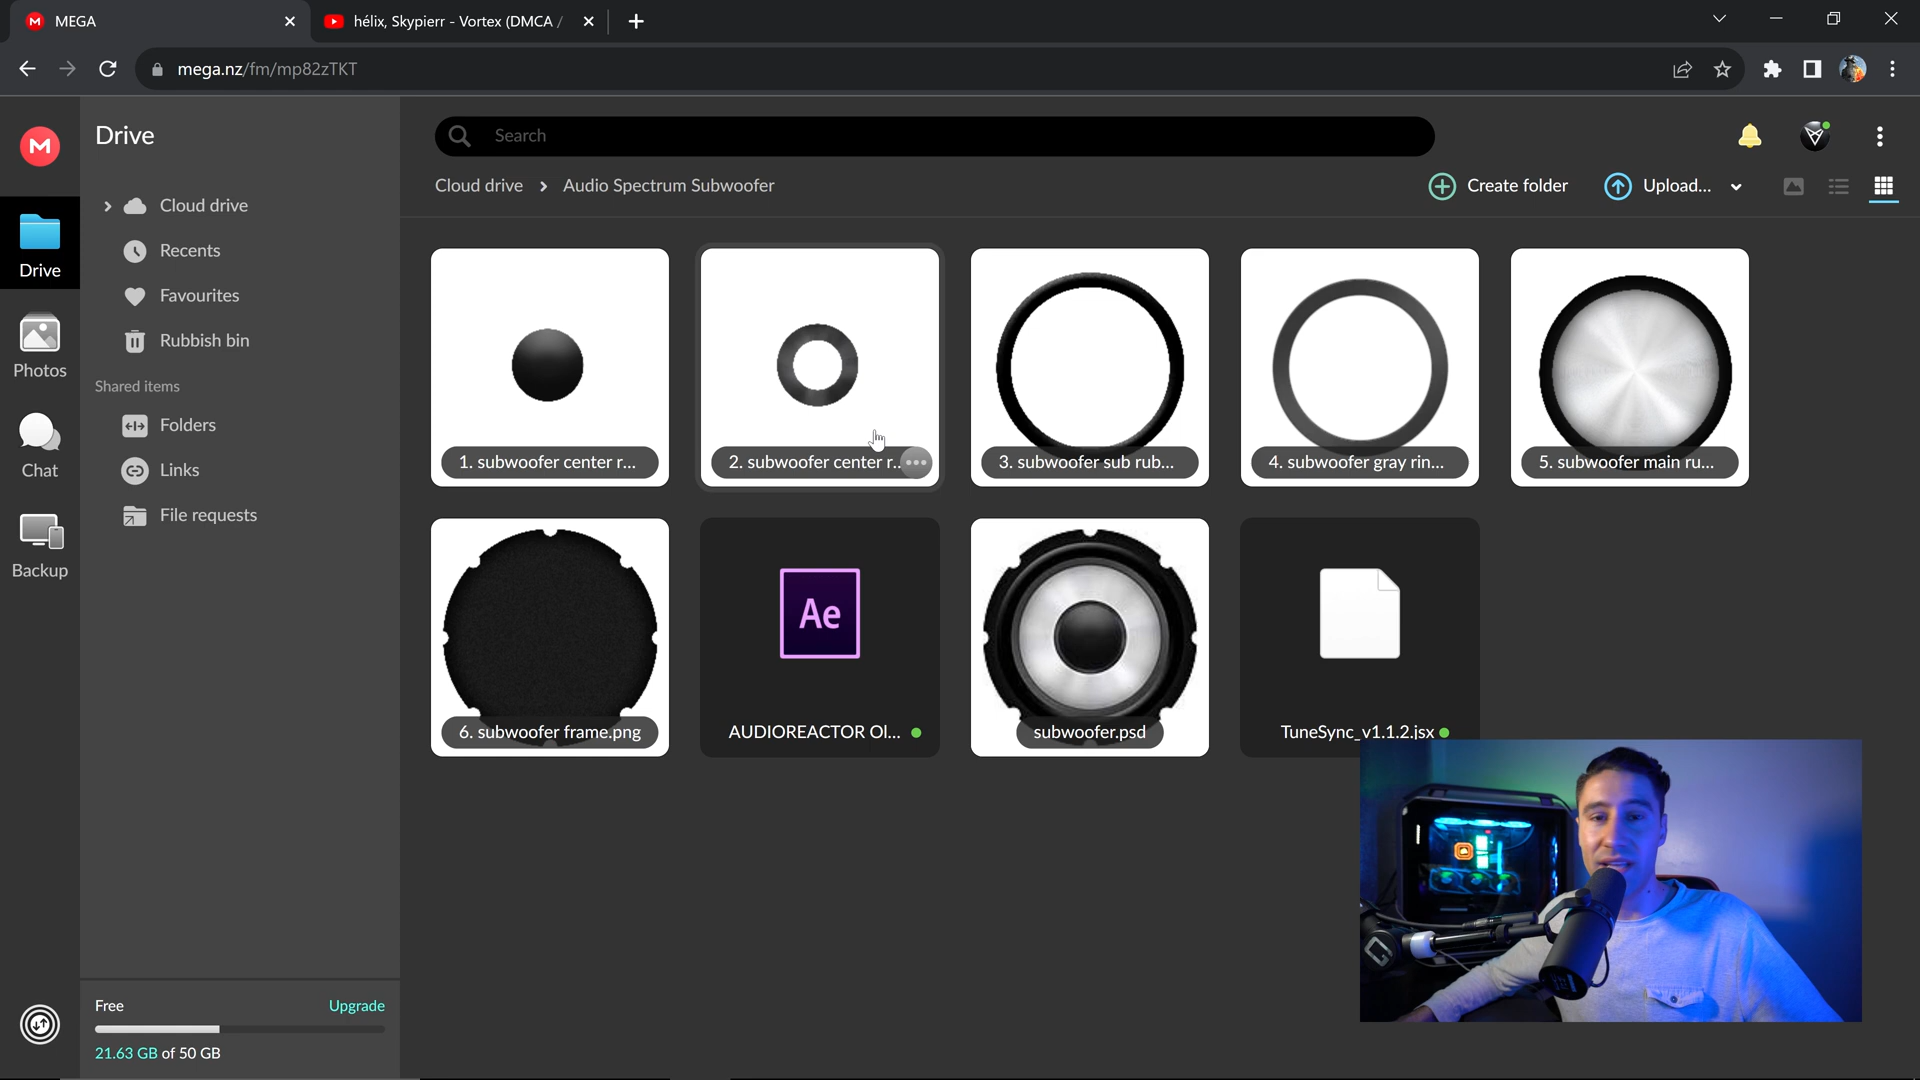 MEGA
hélix, Skypierr - Vortex (DMCA /
mega.nz/fm/mp82zTKT
Drive
Search
Cloud drive > Audio Spectrum Subwoofer
Create folder
Upload...
Drive
Photos
Chat
Backup
Cloud drive
Recents
Favourites
Rubbish bin
Shared items
Folders
Links
File requests
1. subwoofer center r...
2. subwoofer center r...
3. subwoofer sub rub...
4. subwoofer gray rin...
5. subwoofer main ru...
6. subwoofer frame.png
Ae
AUDIOREACTOR Ol...
subwoofer.psd
TuneSync_v1.1.2.jsx
Free
Upgrade
21.63 GB of 50 GB